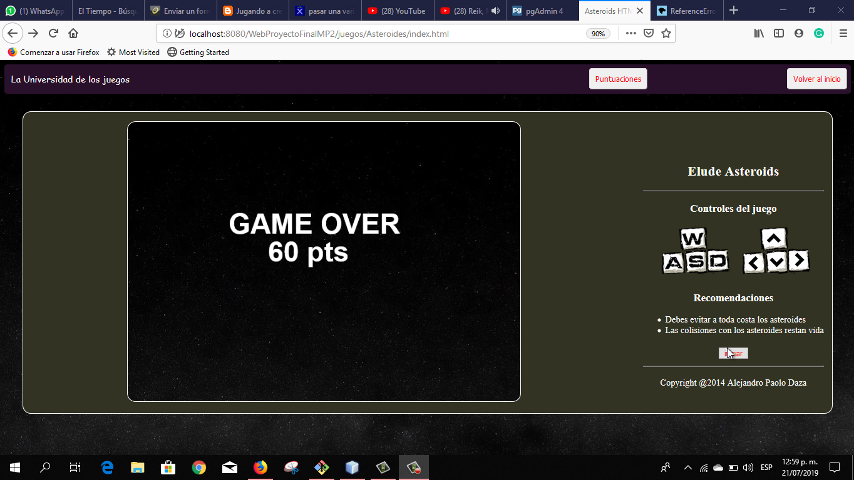 (1) WhatsApp
El Tiempo - Búsq
Enviar un for
Jugando a cr
pasar una va
(28) YouTube
(28) Reik,
pgAdmin 4
Asteroids HT
ReferenceErr
localhost:8080/WebProyectoFinalMP2/juegos/Asteroides/index.html
90%
Comenzar a usar Firefox
Most Visited
Getting Started
La Universidad de los juegos
Puntuaciones
Volver al inicio
GAME OVER
60 pts
Elude Asteroids
Controles del juego
W
A S D
Recomendaciones
Debes evitar a toda costa los asteroides
Las colisiones con los asteroides restan vida
Copyright @2014 Alejandro Paolo Daza
ESP
12:59 p. m.
21/07/2019